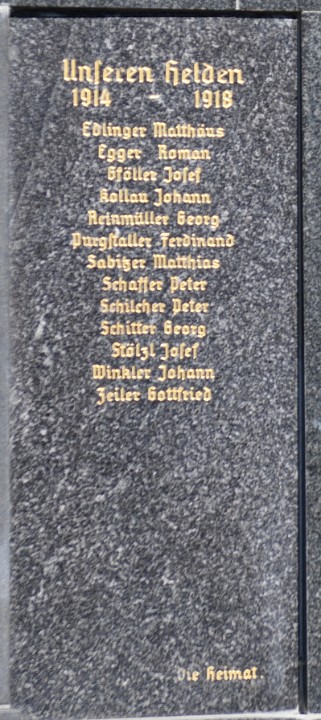 Unseren Helden
1914 - 1918
Edlinger Matthäus
Egger Roman
Gföller Josef
Kollau Johann
Reinmüller Georg
Purgstaller Ferdinand
Sabitzer Matthias
Schaffer Peter
Schilcher Peter
Schitter Georg
Stölzl Josef
Winkler Johann
Zeiler Gottfried
Die Heimat.